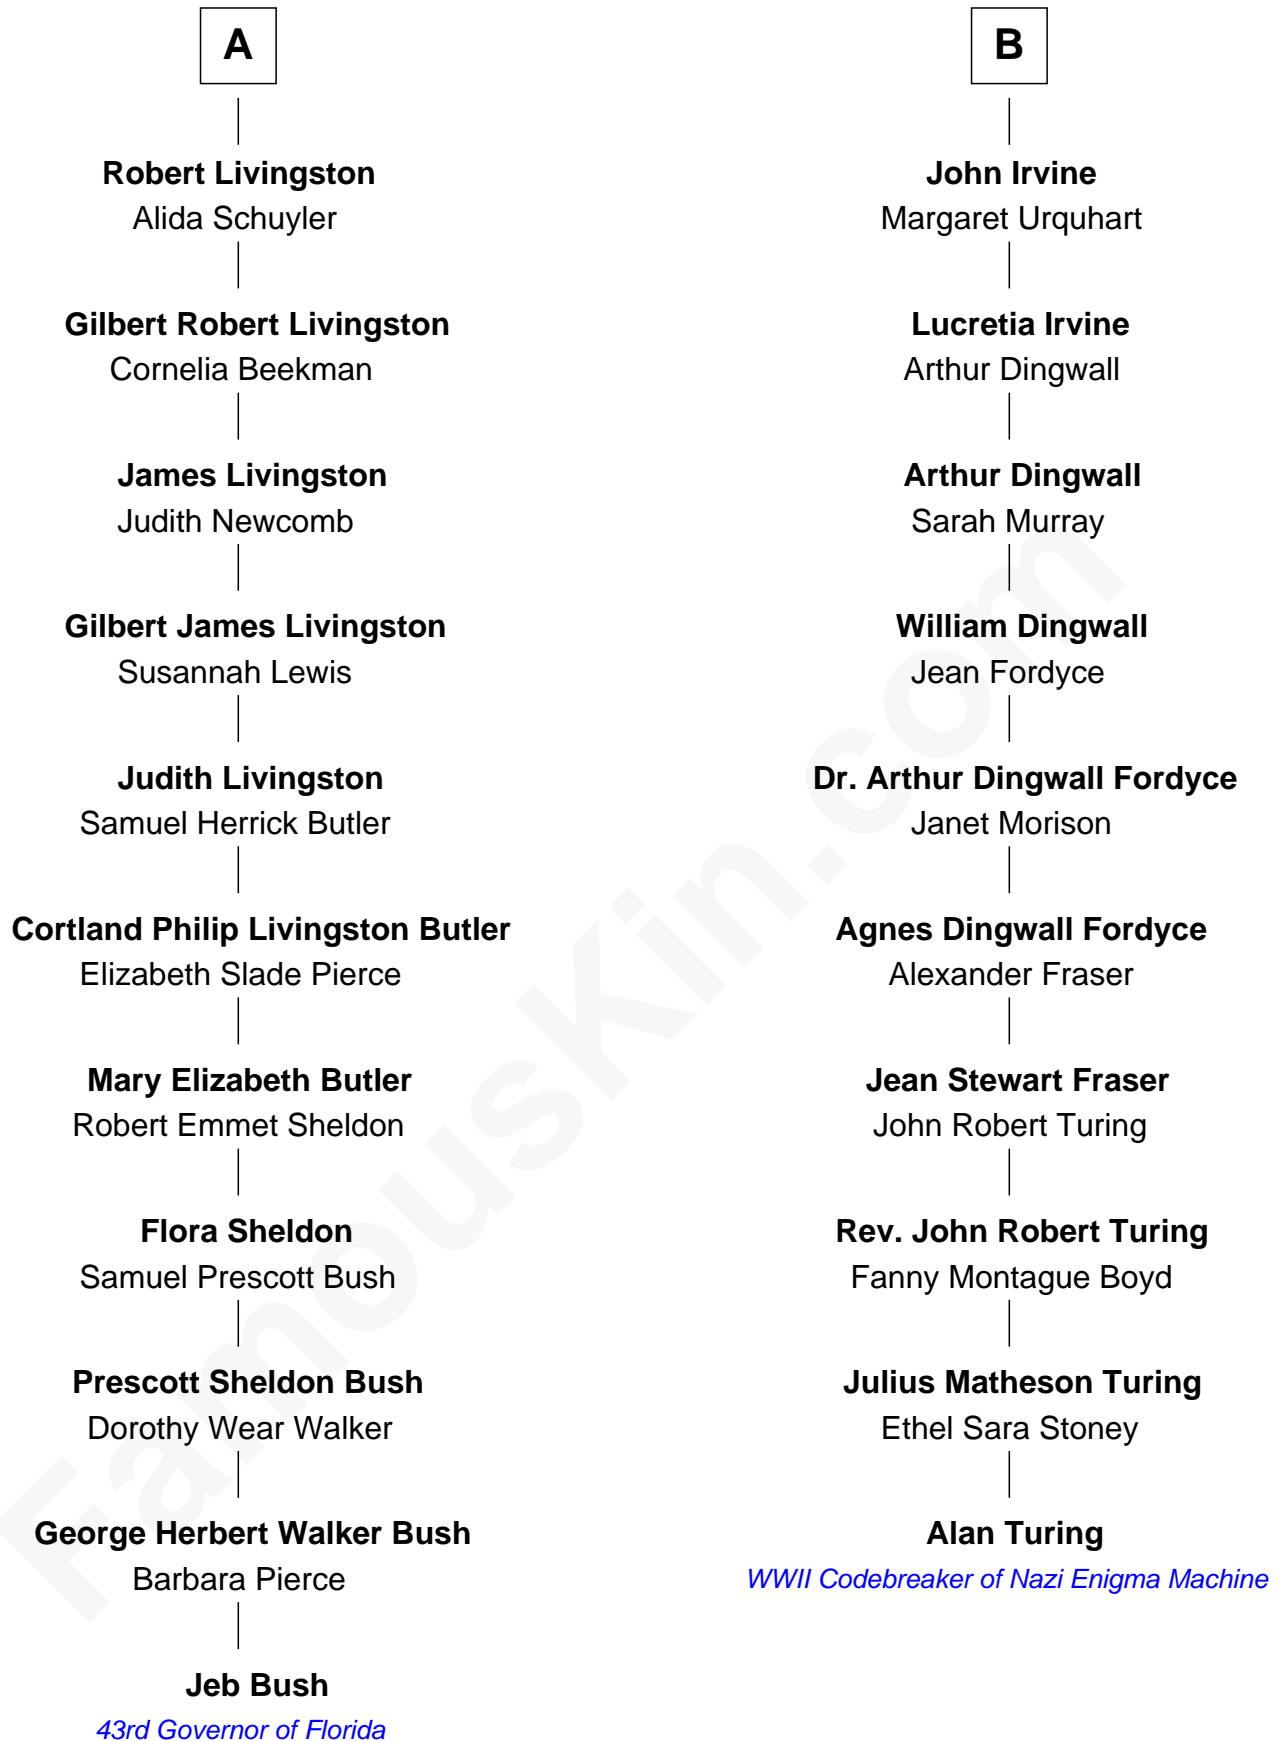 A
Robert Livingston
Alida Schuyler
Gilbert Robert Livingston
Cornelia Beekman
James Livingston
Judith Newcomb
Gilbert James Livingston
Susannah Lewis
Judith Livingston
Samuel Herrick Butler
Cortland Philip Livingston Butler
Elizabeth Slade Pierce
Mary Elizabeth Butler
Robert Emmet Sheldon
Flora Sheldon
Samuel Prescott Bush
Prescott Sheldon Bush
Dorothy Wear Walker
George Herbert Walker Bush
Barbara Pierce
Jeb Bush
43rd Governor of Florida
B
John Irvine
Margaret Urquhart
Lucretia Irvine
Arthur Dingwall
Arthur Dingwall
Sarah Murray
William Dingwall
Jean Fordyce
Dr. Arthur Dingwall Fordyce
Janet Morison
Agnes Dingwall Fordyce
Alexander Fraser
Jean Stewart Fraser
John Robert Turing
Rev. John Robert Turing
Fanny Montague Boyd
Julius Matheson Turing
Ethel Sara Stoney
Alan Turing
WWII Codebreaker of Nazi Enigma Machine
FamousKin.com